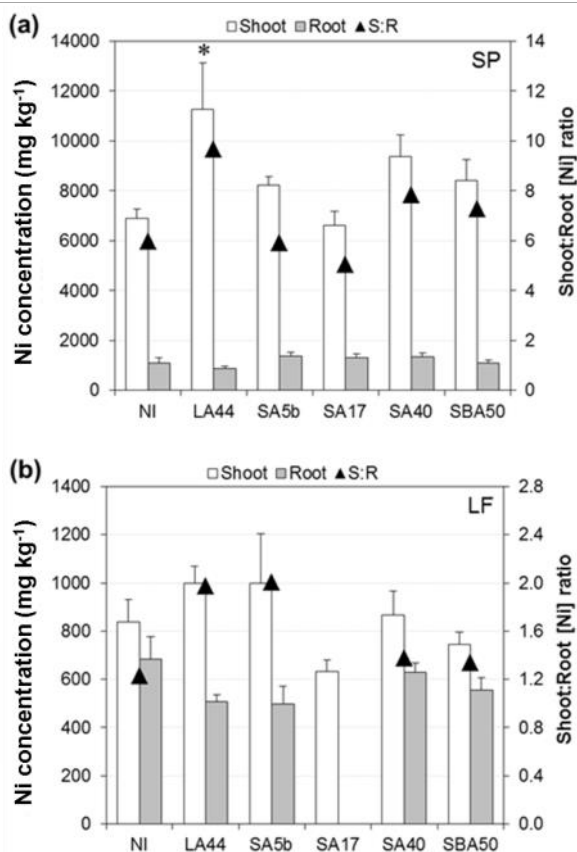 (a)
Shoot Root S:R
SP
14000
12000
10000
8000
6000
4000
2000
0
14
12
10
8
6
4
2
0
Ni concentration (mg kg⁻¹)
Shoot:Root [Ni] ratio
*
NI LA44 SA5b SA17 SA40 SBA50
(b)
Shoot Root S:R
LF
1400
1200
1000
800
600
400
200
0
2.8
2.4
2.0
1.6
1.2
0.8
0.4
0.0
Ni concentration (mg kg⁻¹)
Shoot:Root [Ni] ratio
NI LA44 SA5b SA17 SA40 SBA50